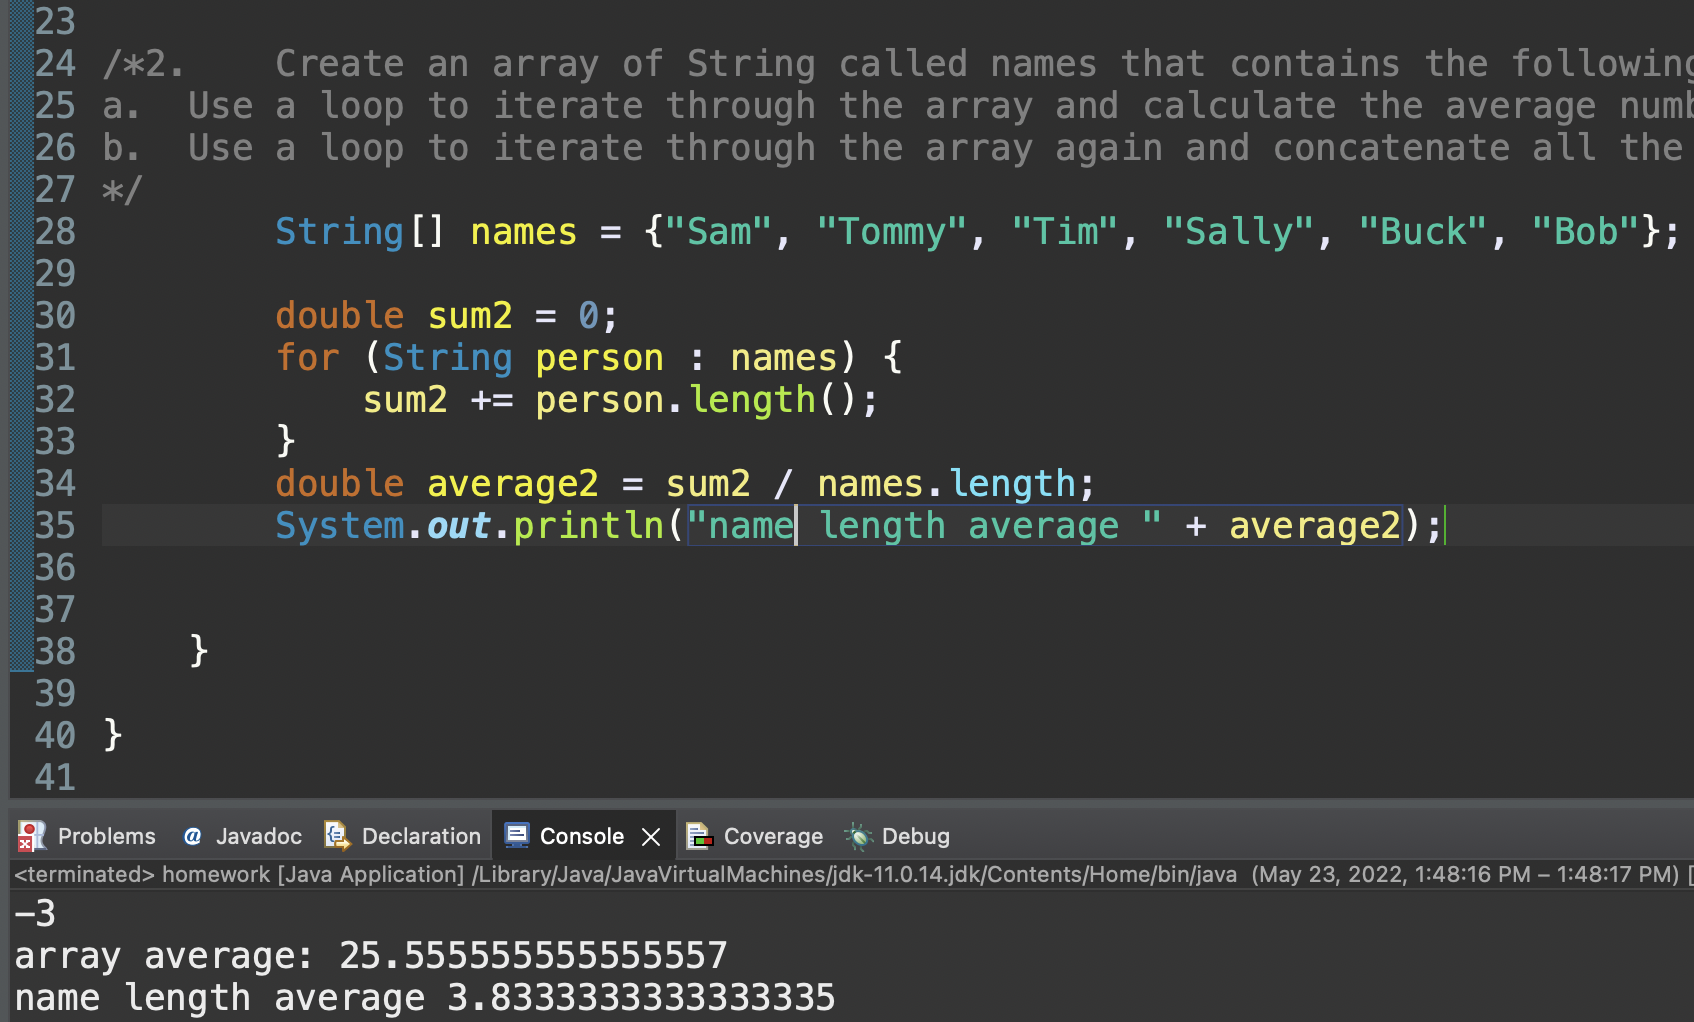 23
24 /*2.    Create an array of String called names that contains the following
25 a.  Use a loop to iterate through the array and calculate the average numb
26 b.  Use a loop to iterate through the array again and concatenate all the
27 */
28         String[] names = {"Sam", "Tommy", "Tim", "Sally", "Buck", "Bob"};
29
30         double sum2 = 0;
31         for (String person : names) {
32             sum2 += person.length();
33         }
34         double average2 = sum2 / names.length;
35         System.out.println("name length average " + average2);
36
37
38     }
39
40 }
41
Problems @ Javadoc Declaration Console Coverage Debug
<terminated> homework [Java Application] /Library/Java/JavaVirtualMachines/jdk-11.0.14.jdk/Contents/Home/bin/java (May 23, 2022, 1:48:16 PM – 1:48:17 PM) [
-3
array average: 25.555555555555557
name length average 3.8333333333333335